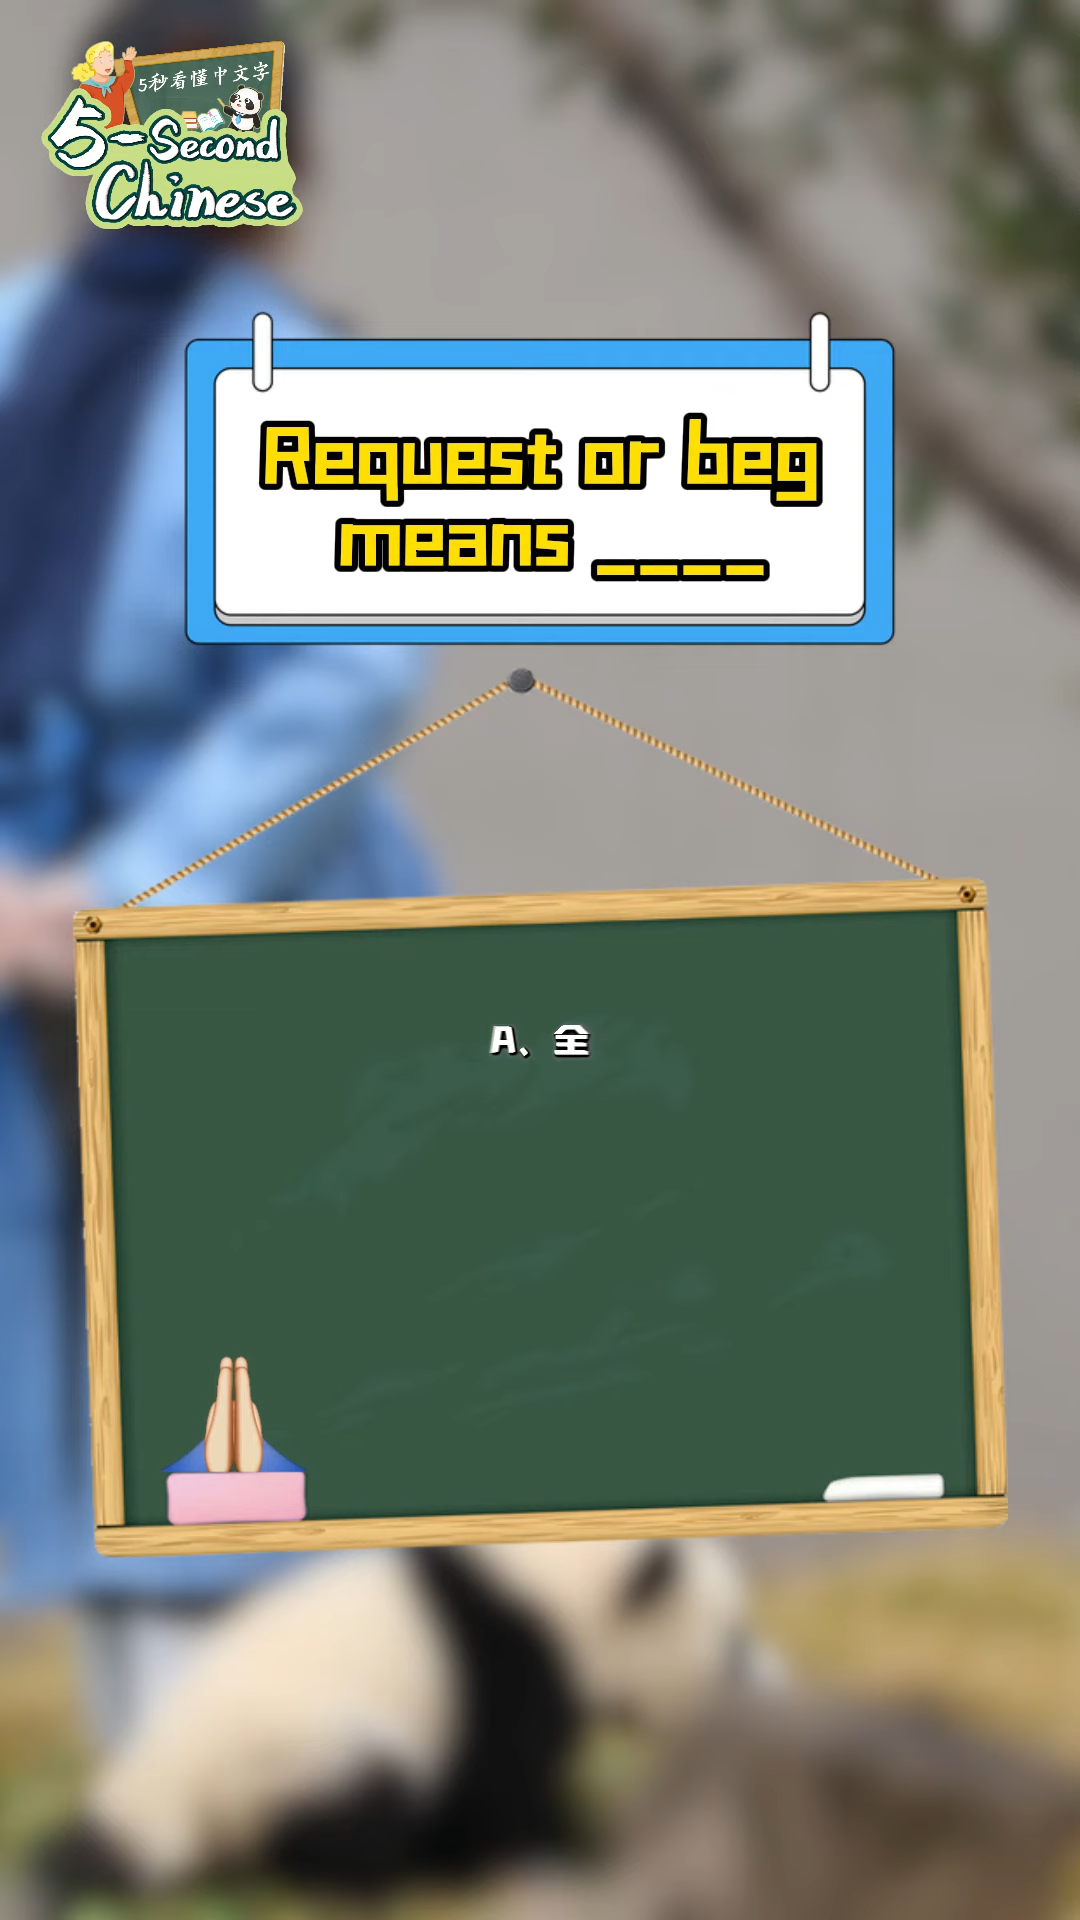 5秒看懂中文字
5-Second
Chinese
Request or beg
means ____
A、全